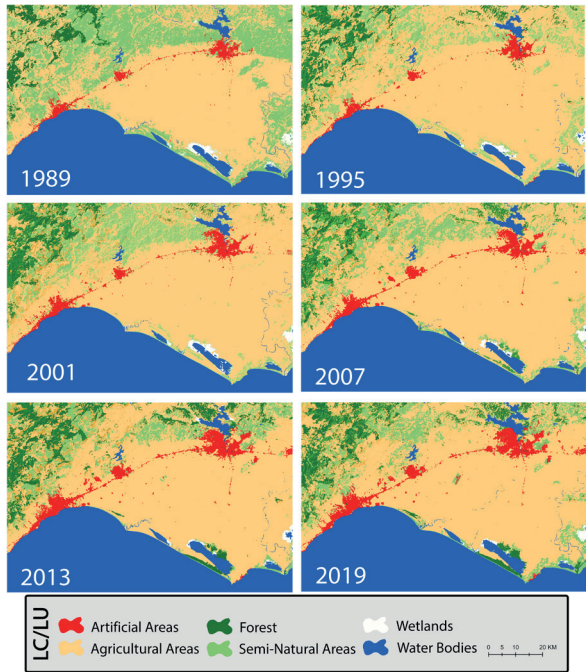 1989
1995
2001
2007
2013
2019
LC/LU
Artificial Areas
Forest
Wetlands
Agricultural Areas
Semi-Natural Areas
Water Bodies
0 5 10 20 KM